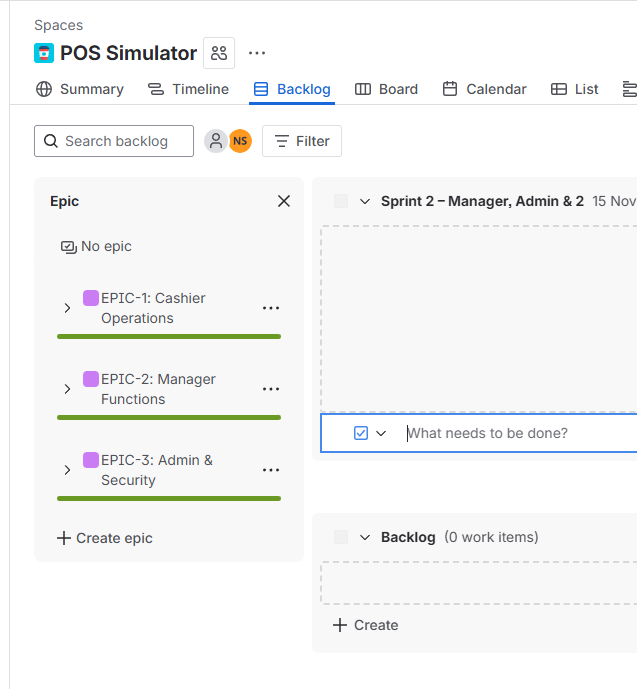 Spaces
POS Simulator
Summary
Timeline
Backlog
Board
Calendar
List
Search backlog
NS
Filter
Epic
No epic
EPIC-1: Cashier
Operations
EPIC-2: Manager
Functions
EPIC-3: Admin &
Security
Create epic
Sprint 2 – Manager, Admin & 2 15 Nov
What needs to be done?
Backlog (0 work items)
Create